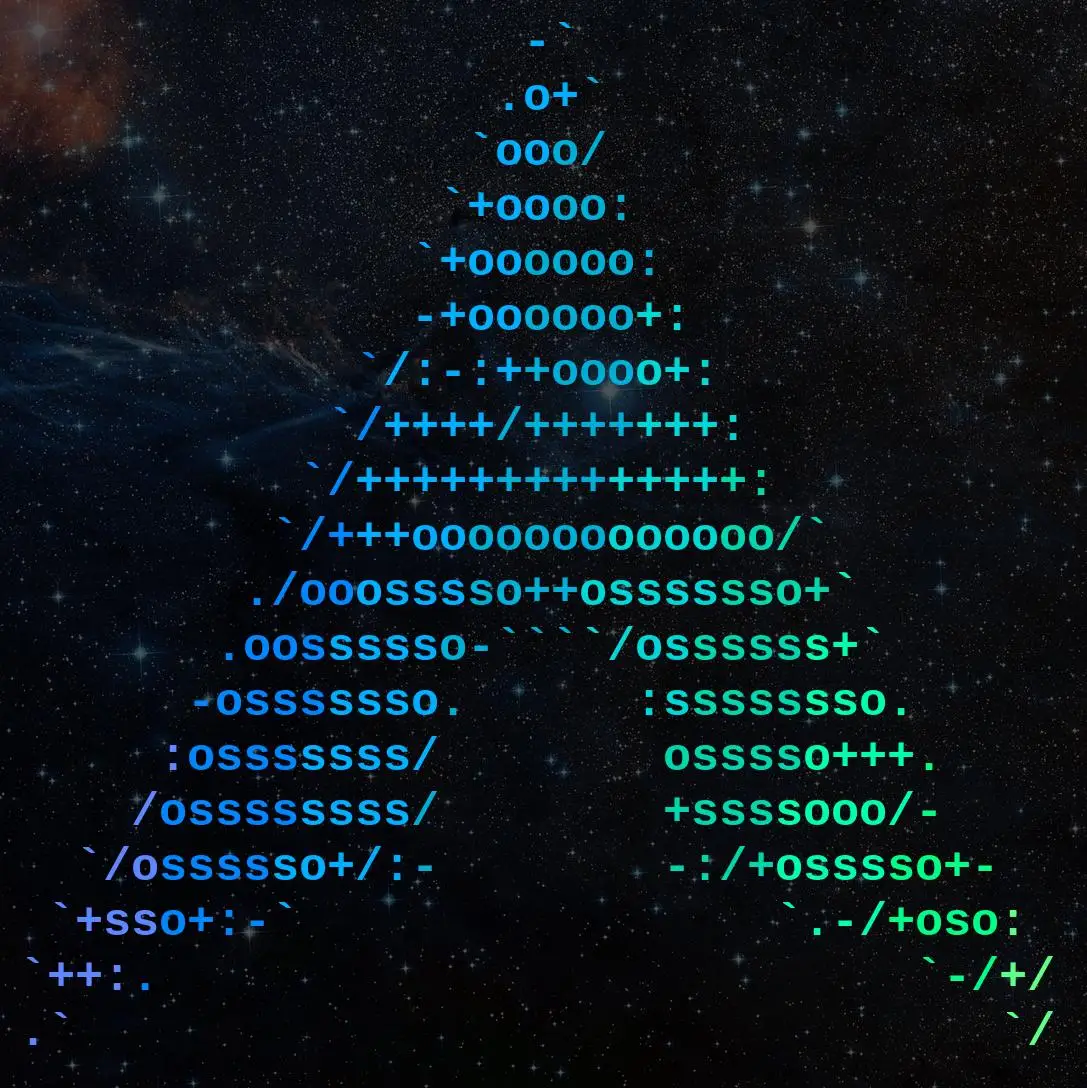 -`
                 .o+`
                `ooo/
               `+oooo:
              `+oooooo:
              -+oooooo+:
            `/:-:++oooo+:
           `/++++/+++++++:
          `/++++++++++++++:
         `/+++ooooooooooooo/`
        ./ooosssso++osssssso+`
       .oossssso-````/ossssss+`
      -osssssso.      :ssssssso.
     :osssssss/        osssso+++.
    /ossssssss/        +ssssooo/-
  `/ossssso+/:-        -:/+osssso+-
 `+sso+:-`                 `.-/+oso:
`++:.                           `-/+/
.`                                 `/